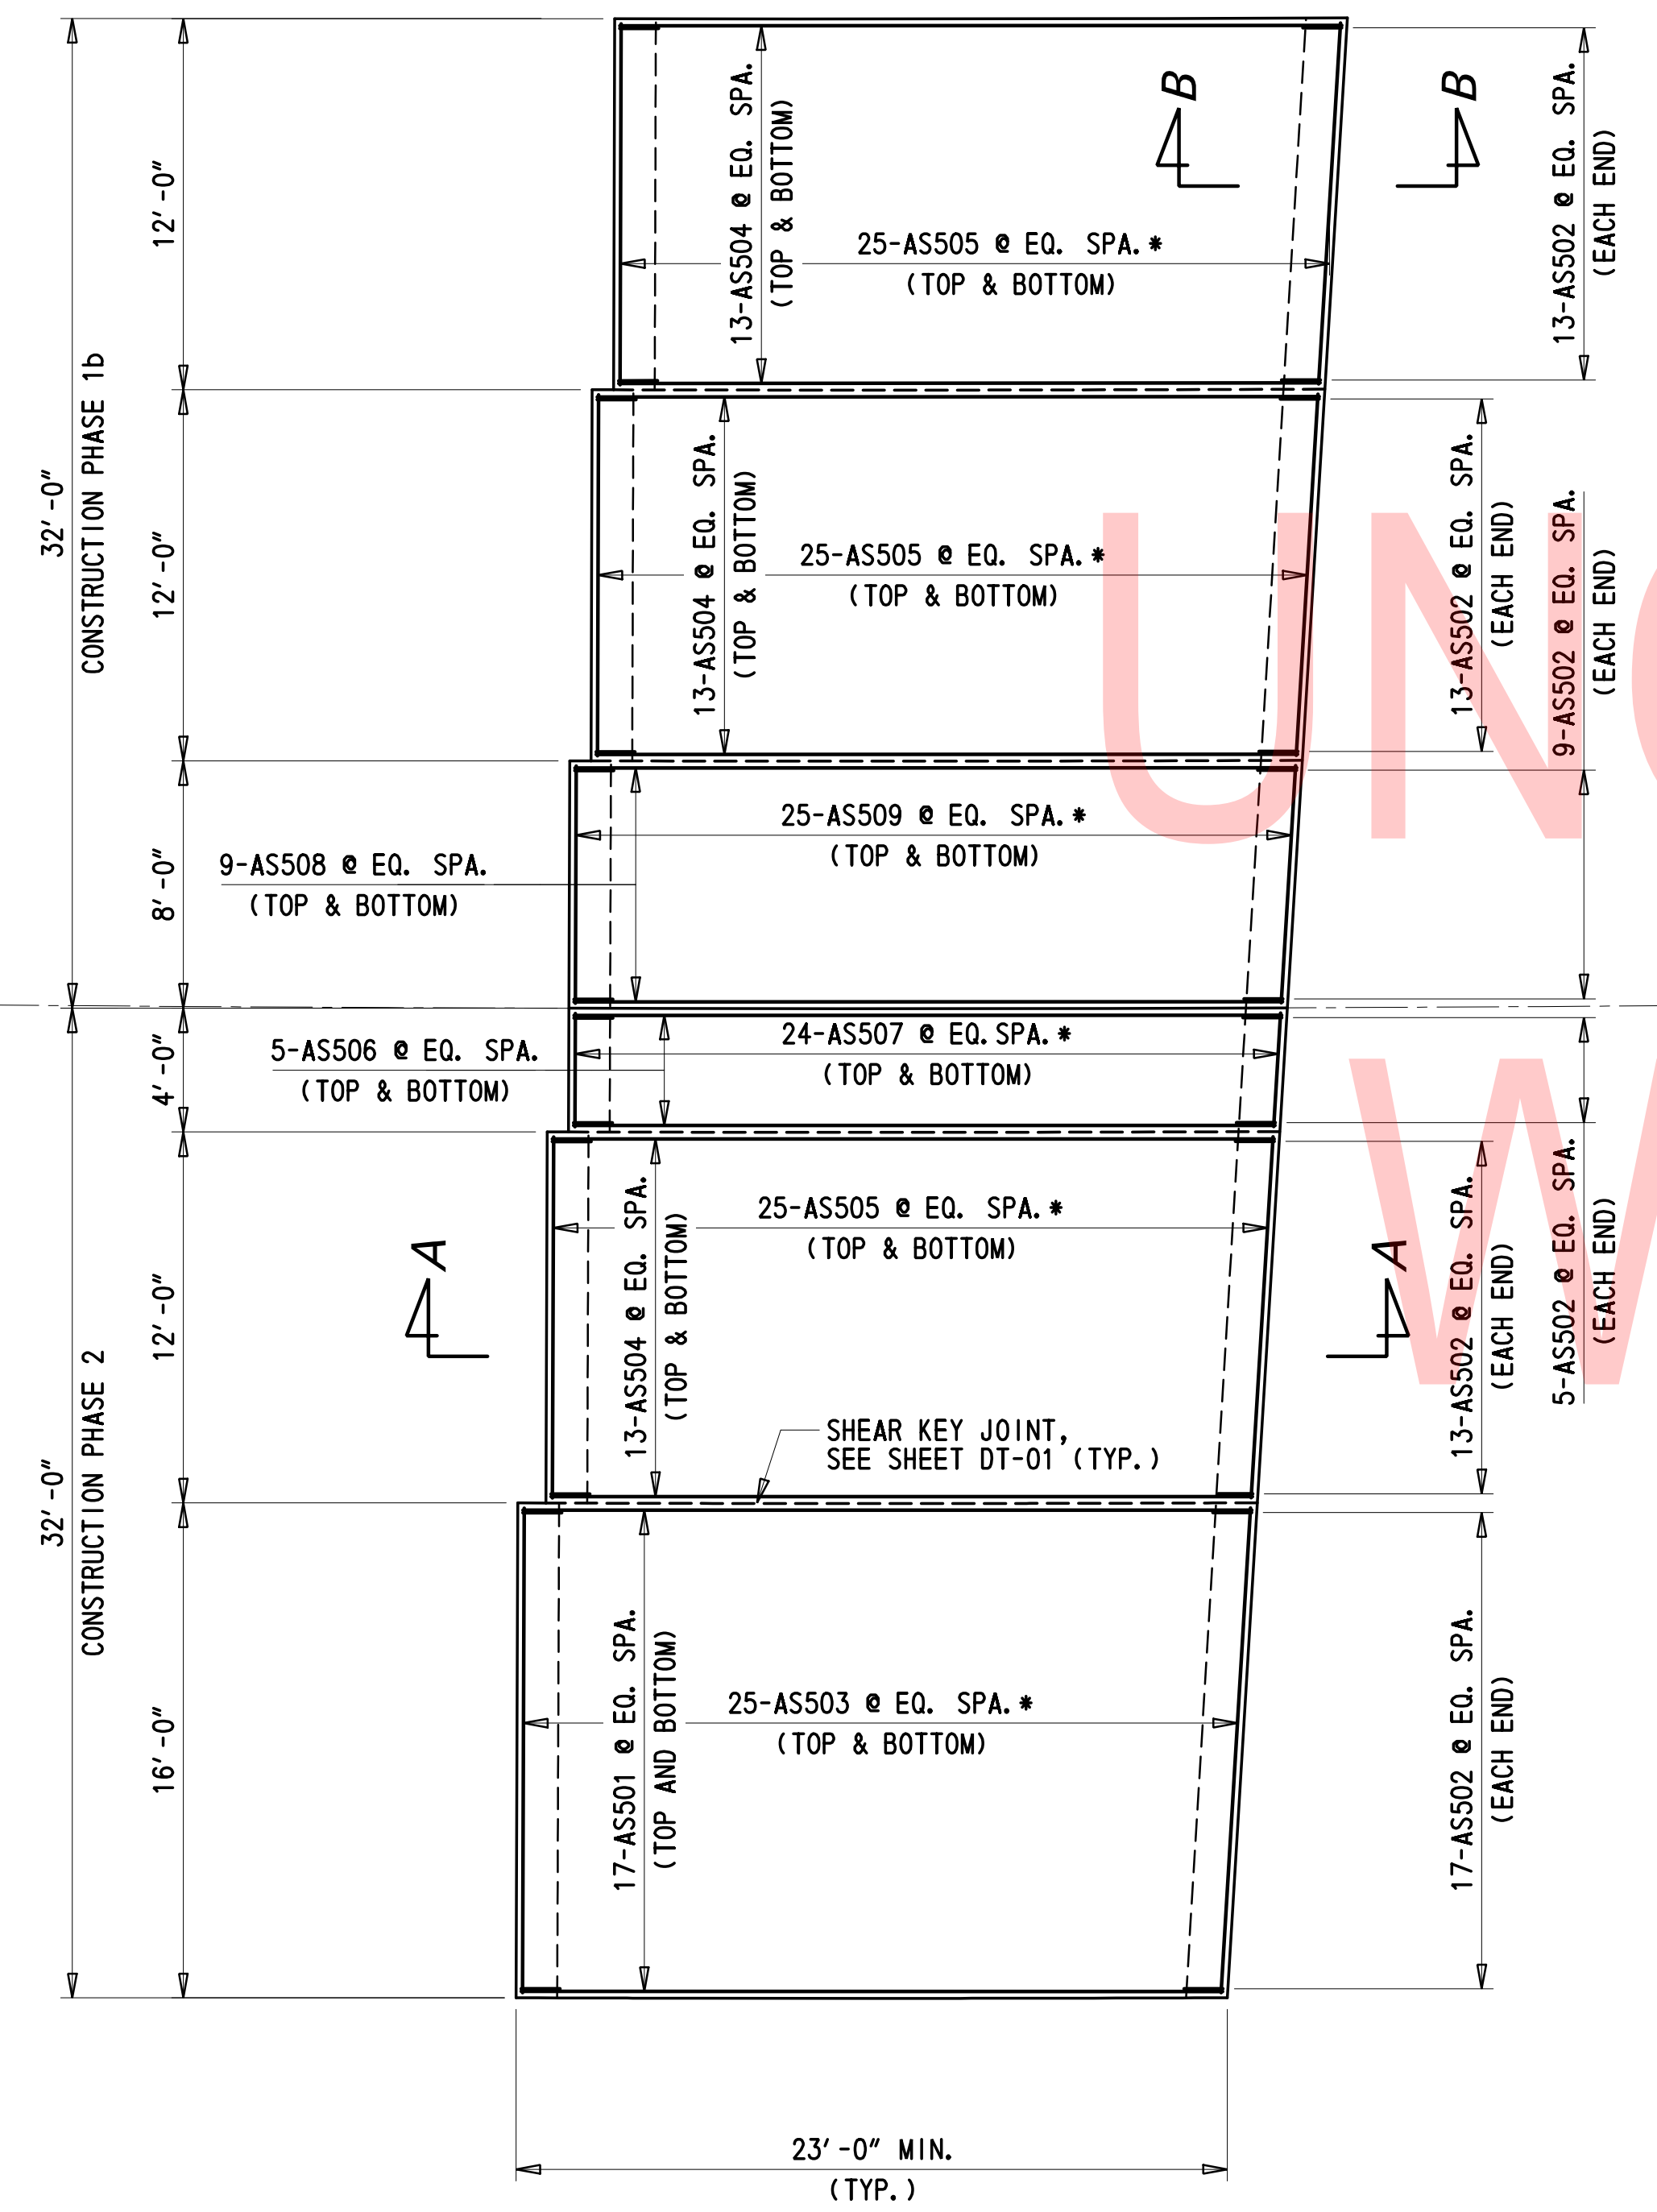 32'-0"
CONSTRUCTION PHASE 1b
12'-0"
13-AS504 @ EQ. SPA.
(TOP & BOTTOM)
25-AS505 @ EQ. SPA.*
(TOP & BOTTOM)
B
B
13-AS502 @ EQ. SPA.
(EACH END)
12'-0"
13-AS504 @ EQ. SPA.
(TOP & BOTTOM)
25-AS505 @ EQ. SPA.*
(TOP & BOTTOM)
13-AS502 @ EQ. SPA.
(EACH END)
9-AS502 @ EQ. SPA.
(EACH END)
8'-0"
9-AS508 @ EQ. SPA.
(TOP & BOTTOM)
25-AS509 @ EQ. SPA.*
(TOP & BOTTOM)
32'-0"
CONSTRUCTION PHASE 2
4'-0"
5-AS506 @ EQ. SPA.
(TOP & BOTTOM)
24-AS507 @ EQ.SPA.*
(TOP & BOTTOM)
12'-0"
A
13-AS504 @ EQ. SPA.
(TOP & BOTTOM)
25-AS505 @ EQ. SPA.*
(TOP & BOTTOM)
A
13-AS502 @ EQ. SPA.
(EACH END)
5-AS502 @ EQ. SPA.
(EACH END)
SHEAR KEY JOINT,
SEE SHEET DT-01 (TYP.)
16'-0"
17-AS501 @ EQ. SPA.
(TOP AND BOTTOM)
25-AS503 @ EQ. SPA.*
(TOP & BOTTOM)
17-AS502 @ EQ. SPA.
(EACH END)
23'-0" MIN.
(TYP.)